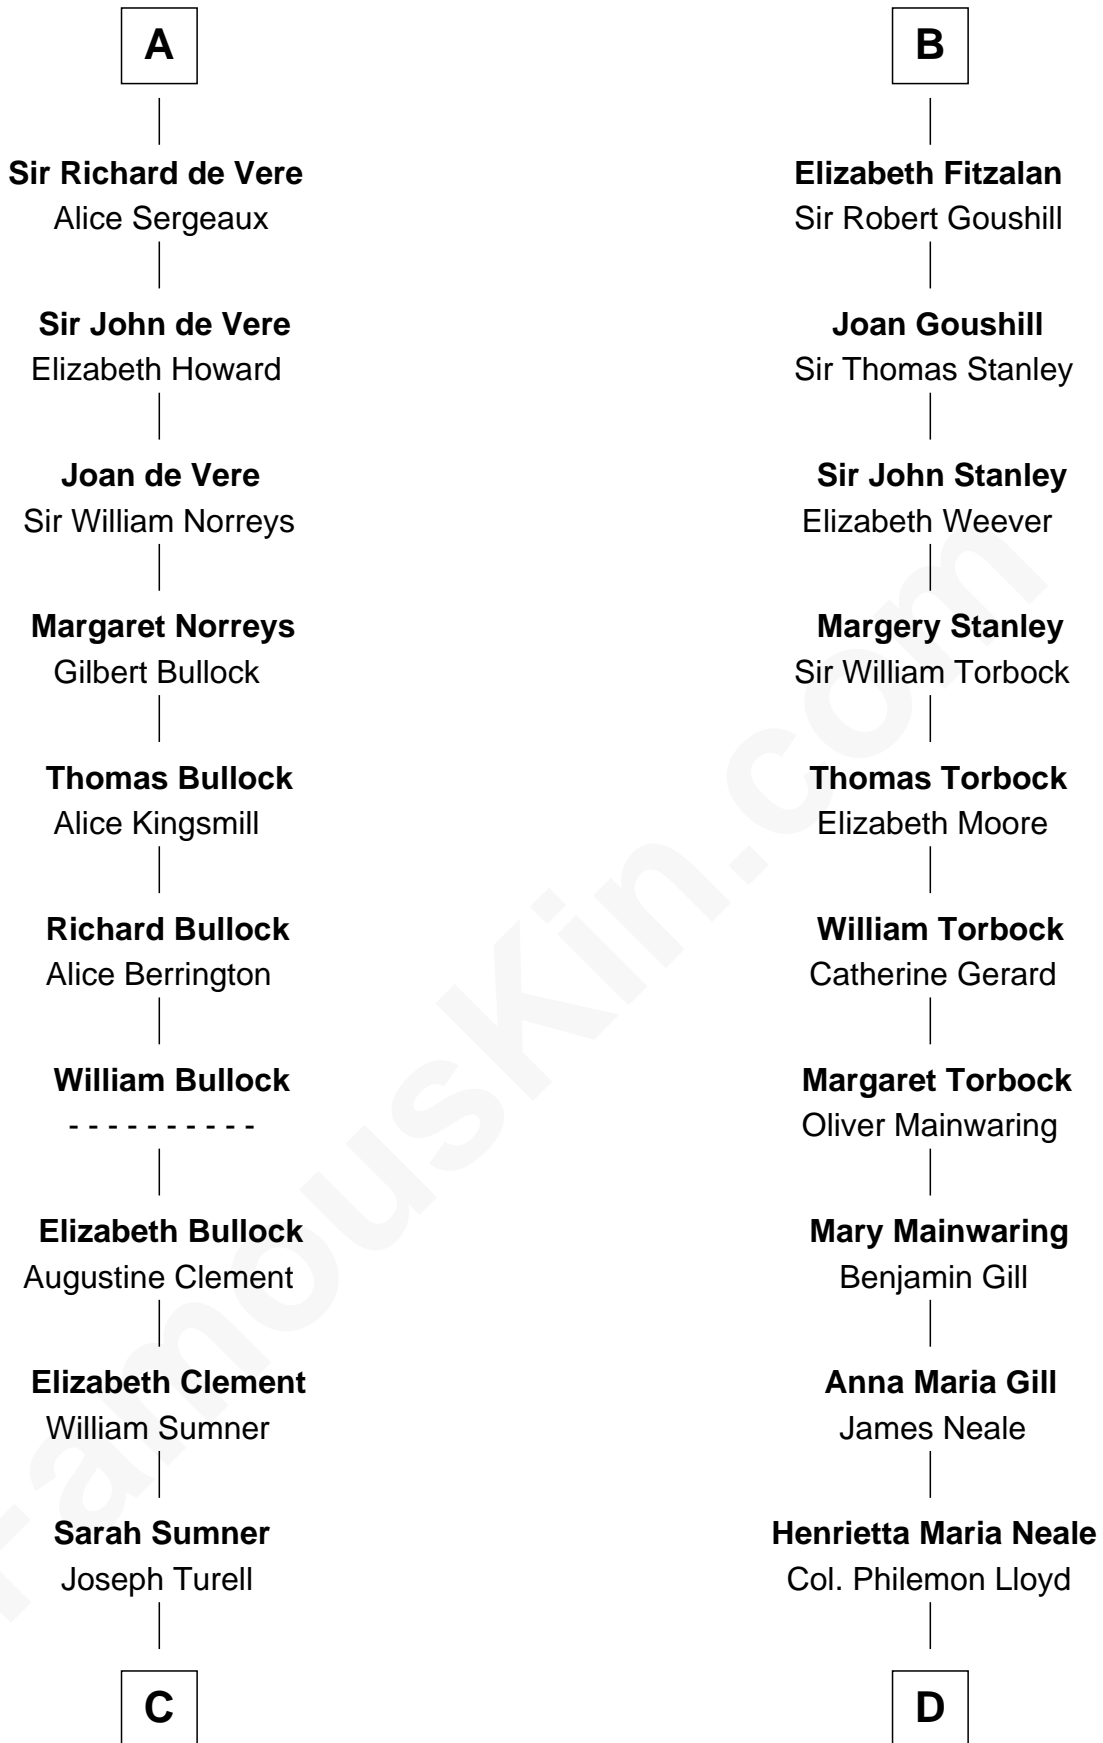 A
Sir Richard de Vere
Alice Sergeaux
Sir John de Vere
Elizabeth Howard
Joan de Vere
Sir William Norreys
Margaret Norreys
Gilbert Bullock
Thomas Bullock
Alice Kingsmill
Richard Bullock
Alice Berrington
William Bullock
- - - - - - - - - -
Elizabeth Bullock
Augustine Clement
Elizabeth Clement
William Sumner
Sarah Sumner
Joseph Turell
C
B
Elizabeth Fitzalan
Sir Robert Goushill
Joan Goushill
Sir Thomas Stanley
Sir John Stanley
Elizabeth Weever
Margery Stanley
Sir William Torbock
Thomas Torbock
Elizabeth Moore
William Torbock
Catherine Gerard
Margaret Torbock
Oliver Mainwaring
Mary Mainwaring
Benjamin Gill
Anna Maria Gill
James Neale
Henrietta Maria Neale
Col. Philemon Lloyd
D
FamousKin.com